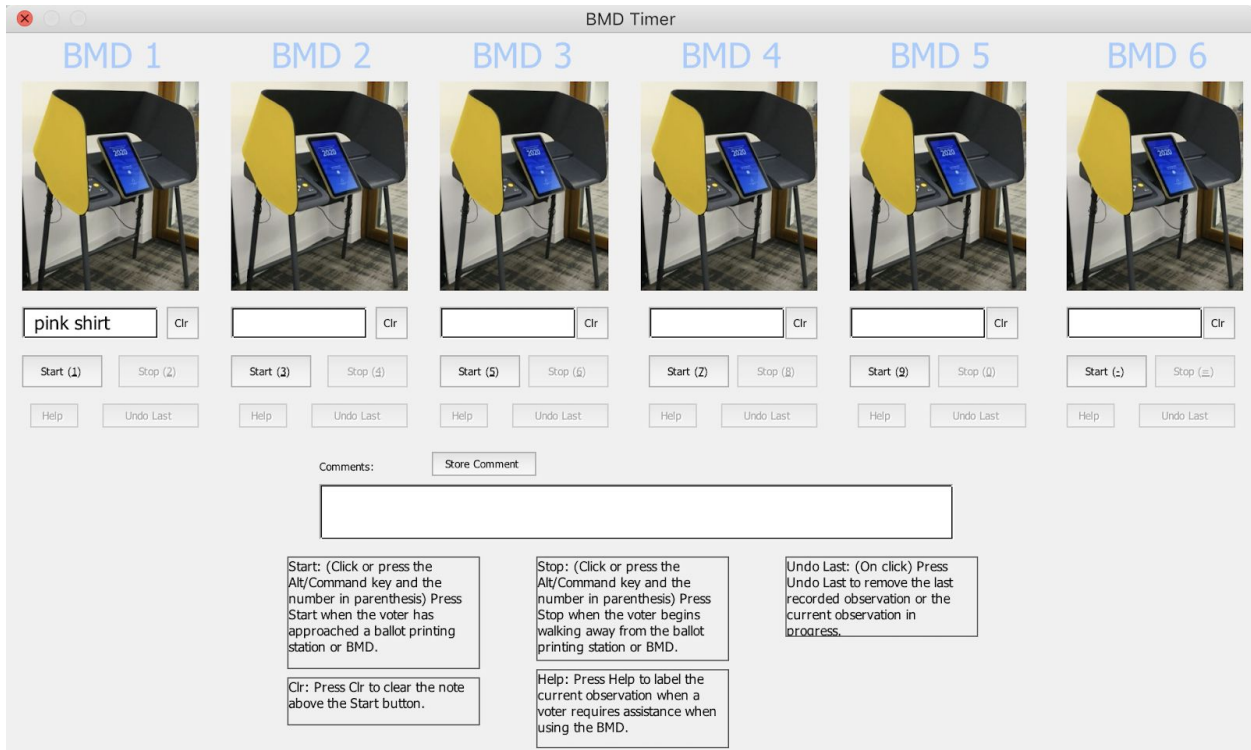 BMD Timer
BMD 1 BMD 2 BMD 3 BMD 4 BMD 5 BMD 6
2020 2020 2020 2020 2020 2020
pink shirt Clr Clr Clr Clr Clr Clr
Start (1) Stop (2) Start (3) Stop (4) Start (5) Stop (6) Start (7) Stop (8) Start (9) Stop (0) Start (-) Stop (=)
Help Undo Last Help Undo Last Help Undo Last Help Undo Last Help Undo Last Help Undo Last
Comments: Store Comment
Start: (Click or press the
Alt/Command key and the
number in parenthesis) Press
Start when the voter has
approached a ballot printing
station or BMD.
Clr: Press Clr to clear the note
above the Start button.
Stop: (Click or press the
Alt/Command key and the
number in parenthesis) Press
Stop when the voter begins
walking away from the ballot
printing station or BMD.
Help: Press Help to label the
current observation when a
voter requires assistance when
using the BMD.
Undo Last: (On click) Press
Undo Last to remove the last
recorded observation or the
current observation in
progress.